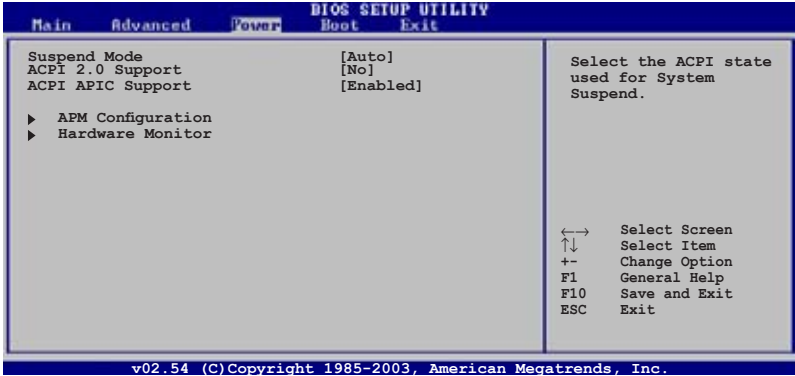 BIOS SETUP UTILITY
Main Advanced Power Boot Exit
Suspend Mode [Auto]
ACPI 2.0 Support [No]
ACPI APIC Support [Enabled]
APM Configuration
Hardware Monitor
Select the ACPI state
used for System
Suspend.
←→ Select Screen
↑↓ Select Item
+- Change Option
F1 General Help
F10 Save and Exit
ESC Exit
v02.54 (C)Copyright 1985-2003, American Megatrends, Inc.